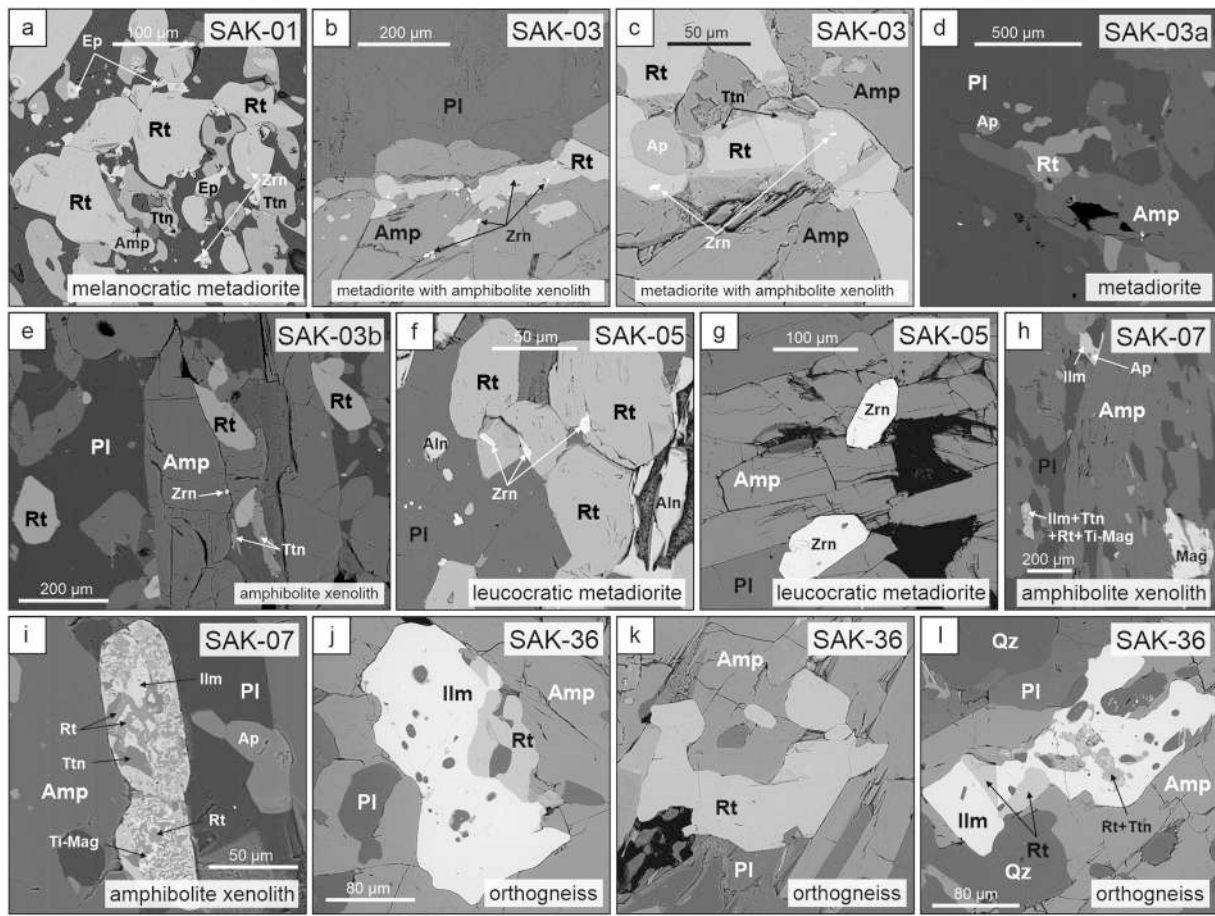 a
SAK-01
Ep
100 µm
Rt
Rt
Rt
Zrn
Ep
Ttn
Ttn
Amp
melanocratic metadiorite
b
SAK-03
200 µm
Pl
Rt
Amp
Zrn
metadiorite with amphibolite xenolith
c
SAK-03
50 µm
Rt
Ttn
Amp
Ap
Rt
Zrn
Amp
metadiorite with amphibolite xenolith
d
SAK-03a
500 µm
Pl
Ap
Rt
Amp
metadiorite
e
SAK-03b
Rt
Rt
Pl
Amp
Zrn
Rt
Ttn
200 µm
amphibolite xenolith
f
SAK-05
50 µm
Rt
Rt
Aln
Zrn
Aln
Rt
Pl
leucocratic metadiorite
g
SAK-05
100 µm
Zrn
Amp
Zrn
Pl
leucocratic metadiorite
h
SAK-07
Ilm
Ap
Amp
Pl
Ilm+Ttn
+Rt+Ti-Mag
Mag
200 µm
amphibolite xenolith
i
SAK-07
Ilm
Pl
Rt
Ap
Ttn
Amp
Rt
Ti-Mag
50 µm
amphibolite xenolith
j
SAK-36
Ilm
Amp
Rt
Pl
80 µm
orthogneiss
k
SAK-36
Amp
Rt
Pl
orthogneiss
l
SAK-36
Qz
Pl
Amp
Ilm
Rt+Ttn
Rt
Qz
80 µm
orthogneiss